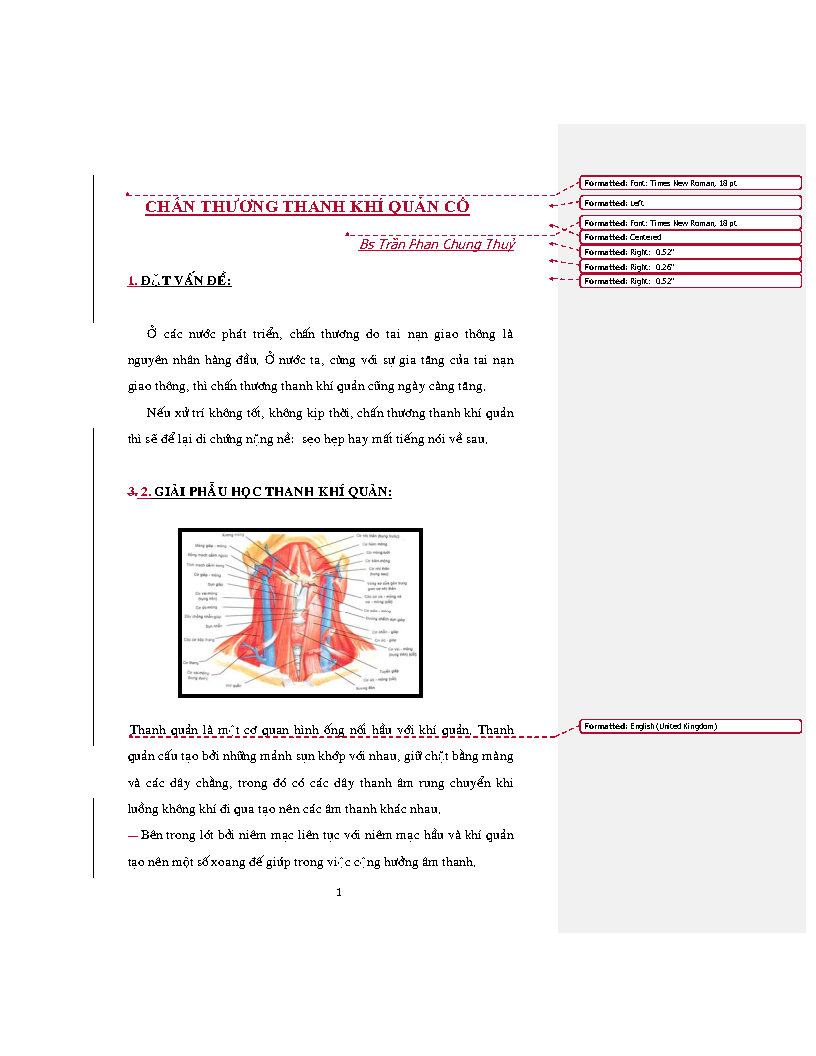 CHẤN THƯƠNG THANH KHÍ QUẢN CỔ
Bs Trần Phan Chung Thuỷ
1. ĐẶT VẤN ĐỀ:
Ở các nước phát triển, chấn thương do tai nạn giao thông là
nguyên nhân hàng đầu. Ở nước ta, cùng với sự gia tăng của tai nạn
giao thông, thì chấn thương thanh khí quản cũng ngày càng tăng.
Nếu xử trí không tốt, không kịp thời, chấn thương thanh khí quản
thì sẽ để lại di chứng nặng nề: sẹo hẹp hay mất tiếng nói về sau.
3. 2. GIẢI PHẪU HỌC THANH KHÍ QUẢN:
Thanh quản là một cơ quan hình ống nối hầu với khí quản. Thanh
quản cấu tạo bởi những mảnh sụn khớp với nhau, giữ chặt bằng màng
và các dây chằng, trong đó có các dây thanh âm rung chuyển khi
luồng không khí đi qua tạo nên các âm thanh khác nhau.
Bên trong lót bởi niêm mạc liên tục với niêm mạc hầu và khí quản
tạo nên một số xoang để giúp trong việc cộng hưởng âm thanh.
1
Formatted: Font: Times New Roman, 18 pt
Formatted: Left
Formatted: Font: Times New Roman, 18 pt
Formatted: Centered
Formatted: Right: 0.52"
Formatted: Right: 0.26"
Formatted: Right: 0.52"
Formatted: English (United Kingdom)